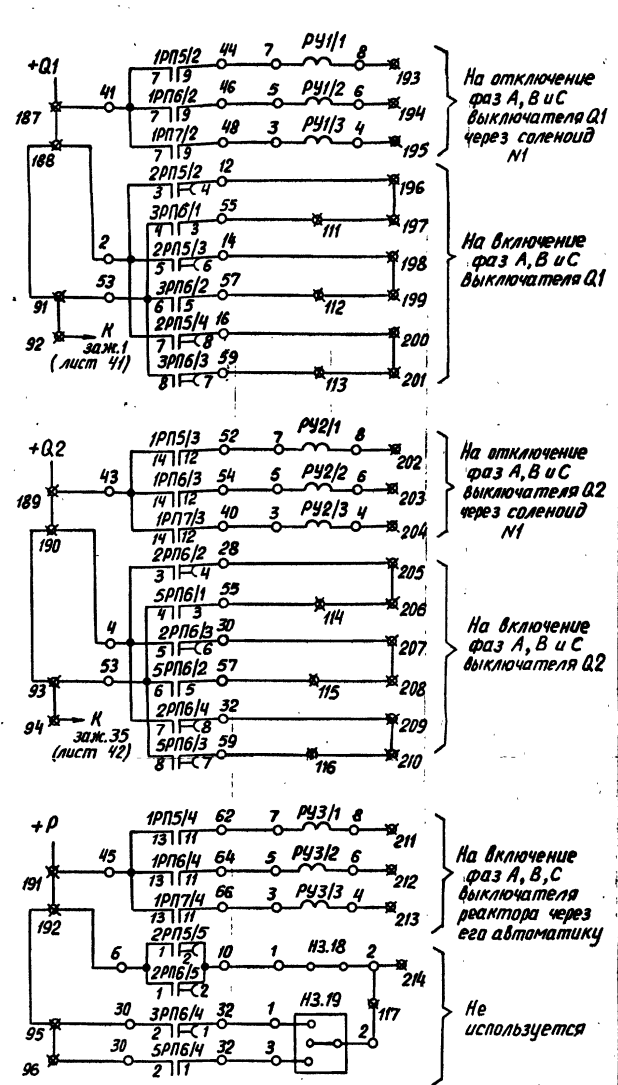 +Q1
187
188
41
1РП5/2
7 9
44
7
РУ1/1
8
193
1РП6/2
7 9
46
5
РУ1/2
6
194
1РП7/2
7 9
48
3
РУ1/3
4
195
На отключение
фаз А, В и С
выключателя Q1
через соленоид
N1
2
2РП5/2
3 4
12
196
3РП6/1
4 3
55
111
197
2РП5/3
5 6
14
198
53
3РП6/2
6 5
57
112
199
2РП5/4
7 8
16
200
3РП6/3
8 7
59
113
201
91
92
К
заж.1
(лист 41)
На включение
фаз А, В и С
выключателя Q1
+Q2
189
190
43
1РП5/3
14 12
52
7
РУ2/1
8
202
1РП6/3
14 12
54
5
РУ2/2
6
203
1РП7/3
14 12
40
3
РУ2/3
4
204
На отключение
фаз А, В и С
выключателя Q2
через соленоид
N1
4
2РП6/2
3 4
28
205
5РП6/1
4 3
55
114
206
2РП6/3
5 6
30
207
53
5РП6/2
6 5
57
115
208
2РП6/4
7 8
32
209
5РП6/3
8 7
59
116
210
93
94
К
заж.35
(лист 42)
На включение
фаз А, В и С
выключателя Q2
+Р
191
192
45
1РП5/4
13 11
62
7
РУ3/1
8
211
1РП6/4
13 11
64
5
РУ3/2
6
212
1РП7/4
13 11
66
3
РУ3/3
4
213
На включение
фаз А, В, С
выключателя
реактора через
его автоматику
6
2РП5/5
1 2
2РП6/5
1 2
10
1
Н3.18
2
214
117
95
30
3РП6/4
2 1
32
1
Н3.19
2
96
30
5РП6/4
2 1
32
3
Не
используется